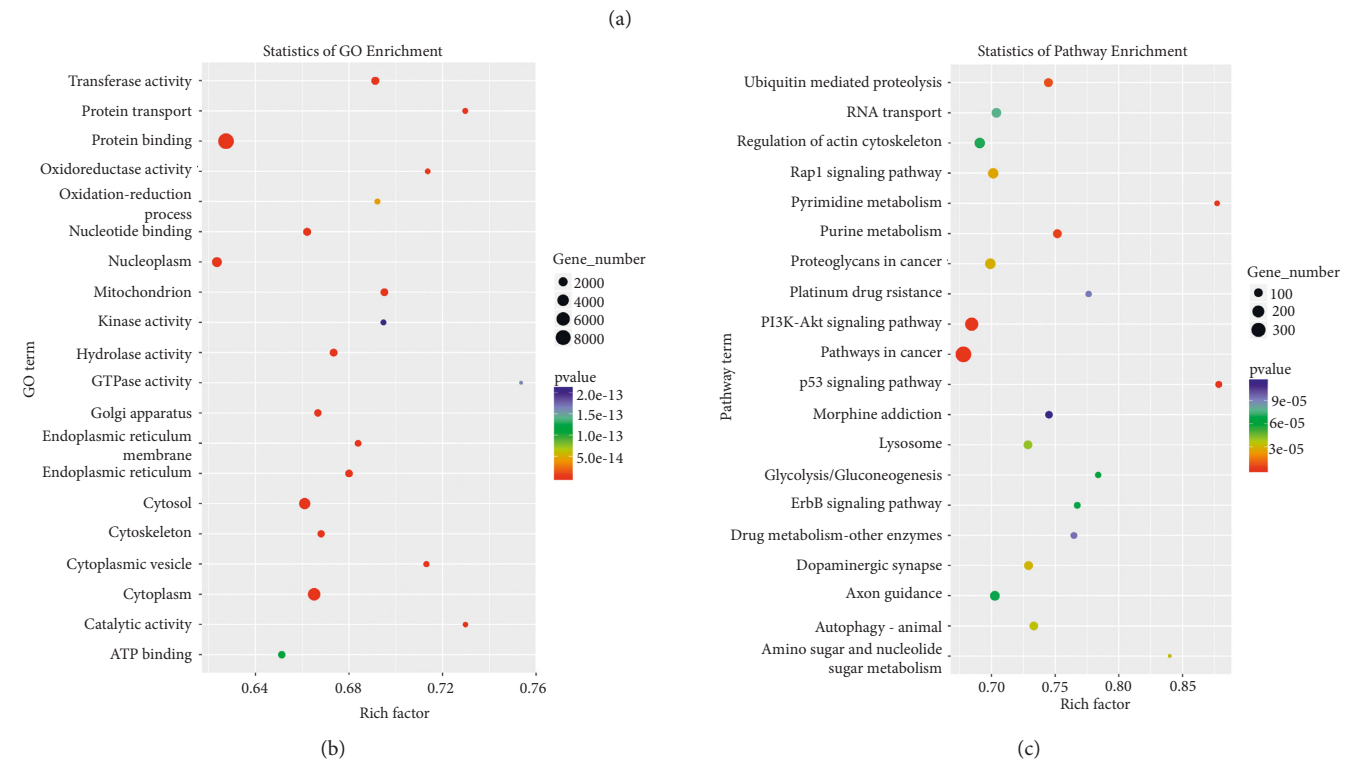 (a)
Statistics of GO Enrichment
GO term
Transferase activity
Protein transport
Protein binding
Oxidoreductase activity
Oxidation-reduction
process
Nucleotide binding
Nucleoplasm
Mitochondrion
Kinase activity
Hydrolase activity
GTPase activity
Golgi apparatus
Endoplasmic reticulum
membrane
Endoplasmic reticulum
Cytosol
Cytoskeleton
Cytoplasmic vesicle
Cytoplasm
Catalytic activity
ATP binding
0.64 0.68 0.72 0.76
Rich factor
Gene_number
2000
4000
6000
8000
pvalue
2.0e-13
1.5e-13
1.0e-13
5.0e-14
(b)
Statistics of Pathway Enrichment
Pathway term
Ubiquitin mediated proteolysis
RNA transport
Regulation of actin cytoskeleton
Rap1 signaling pathway
Pyrimidine metabolism
Purine metabolism
Proteoglycans in cancer
Platinum drug rsistance
PI3K-Akt signaling pathway
Pathways in cancer
p53 signaling pathway
Morphine addiction
Lysosome
Glycolysis/Gluconeogenesis
ErbB signaling pathway
Drug metabolism-other enzymes
Dopaminergic synapse
Axon guidance
Autophagy - animal
Amino sugar and nucleolide
sugar metabolism
0.70 0.75 0.80 0.85
Rich factor
Gene_number
100
200
300
pvalue
9e-05
6e-05
3e-05
(c)